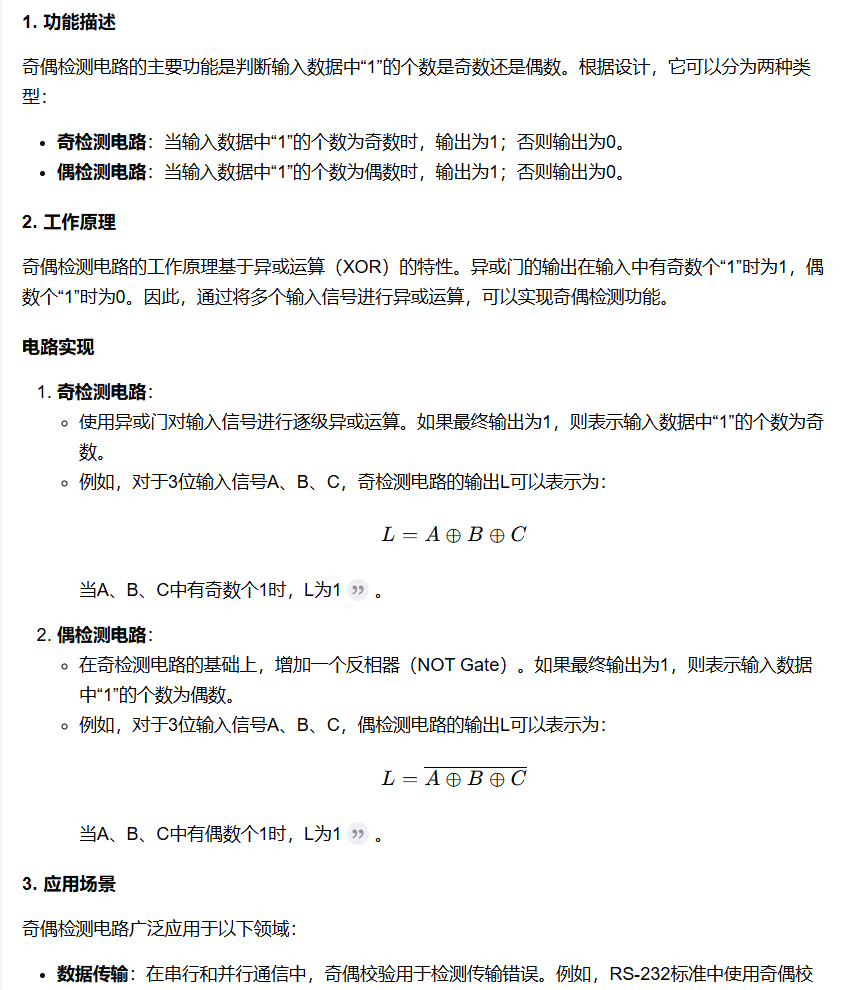 1. 功能描述
奇偶检测电路的主要功能是判断输入数据中“1”的个数是奇数还是偶数。根据设计，它可以分为两种类
型：
• 奇检测电路：当输入数据中“1”的个数为奇数时，输出为1；否则输出为0。
• 偶检测电路：当输入数据中“1”的个数为偶数时，输出为1；否则输出为0。
2. 工作原理
奇偶检测电路的工作原理基于异或运算（XOR）的特性。异或门的输出在输入中有奇数个“1”时为1，偶
数个“1”时为0。因此，通过将多个输入信号进行异或运算，可以实现奇偶检测功能。
电路实现
1. 奇检测电路：
◦ 使用异或门对输入信号进行逐级异或运算。如果最终输出为1，则表示输入数据中“1”的个数为奇
数。
◦ 例如，对于3位输入信号A、B、C，奇检测电路的输出L可以表示为：
L = A ⊕ B ⊕ C
当A、B、C中有奇数个1时，L为1 ” 。
2. 偶检测电路：
◦ 在奇检测电路的基础上，增加一个反相器（NOT Gate）。如果最终输出为1，则表示输入数据
中“1”的个数为偶数。
◦ 例如，对于3位输入信号A、B、C，偶检测电路的输出L可以表示为：
L = \overline{A ⊕ B ⊕ C}
当A、B、C中有偶数个1时，L为1 ” 。
3. 应用场景
奇偶检测电路广泛应用于以下领域：
• 数据传输：在串行和并行通信中，奇偶校验用于检测传输错误。例如，RS-232标准中使用奇偶校